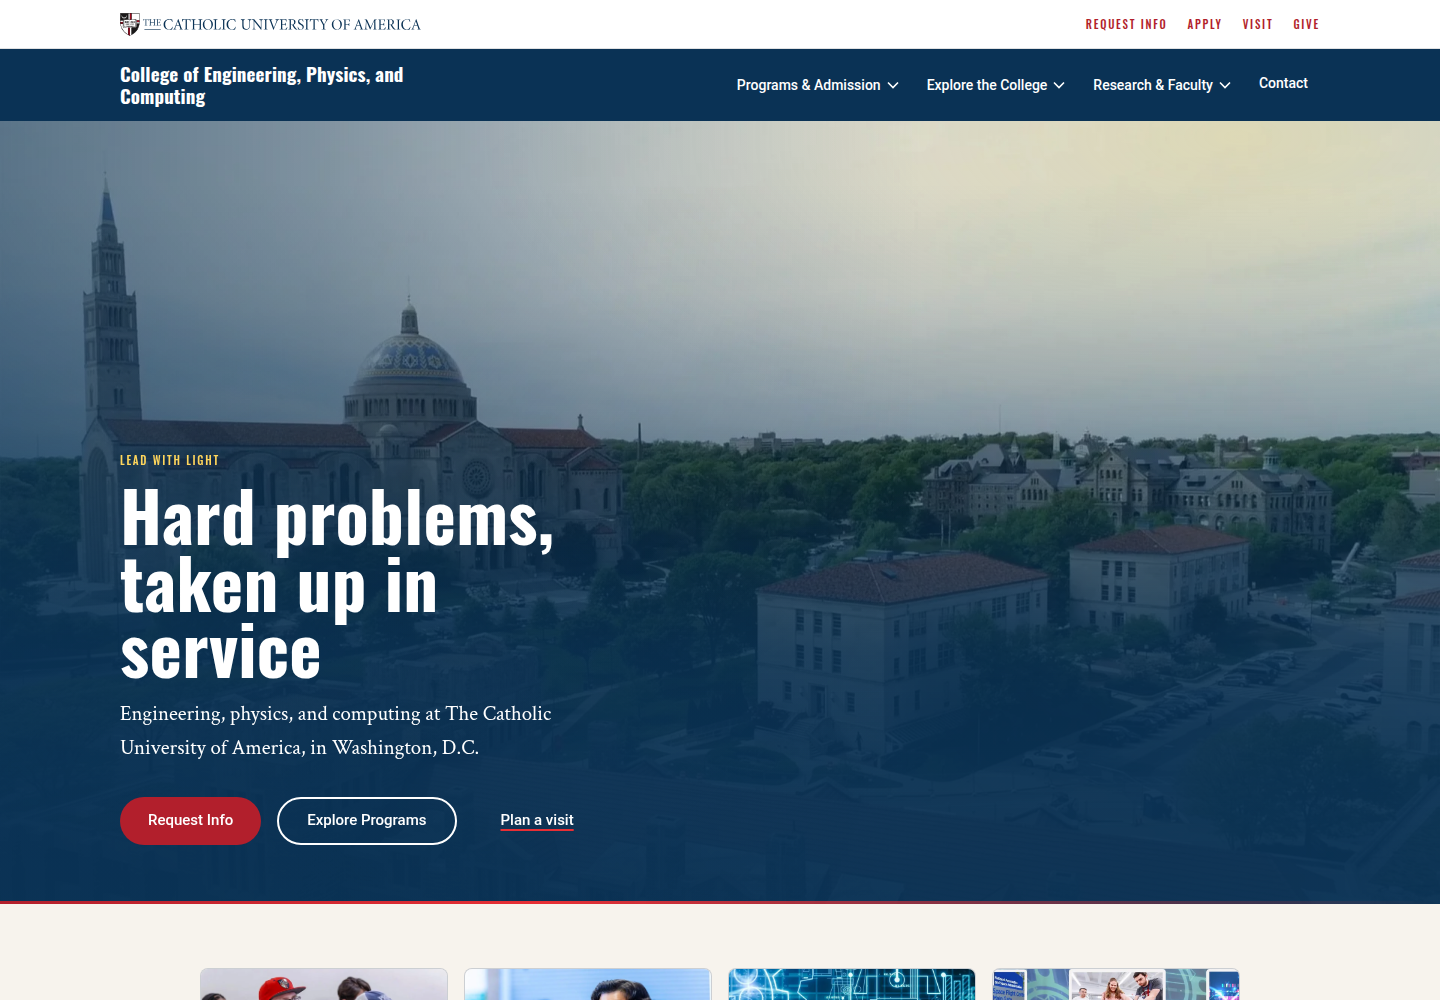 THE CATHOLIC UNIVERSITY OF AMERICA
REQUEST INFO APPLY VISIT GIVE
College of Engineering, Physics, and
Computing
Programs & Admission Explore the College Research & Faculty Contact
LEAD WITH LIGHT
Hard problems,
taken up in
service
Engineering, physics, and computing at The Catholic
University of America, in Washington, D.C.
Request Info Explore Programs Plan a visit